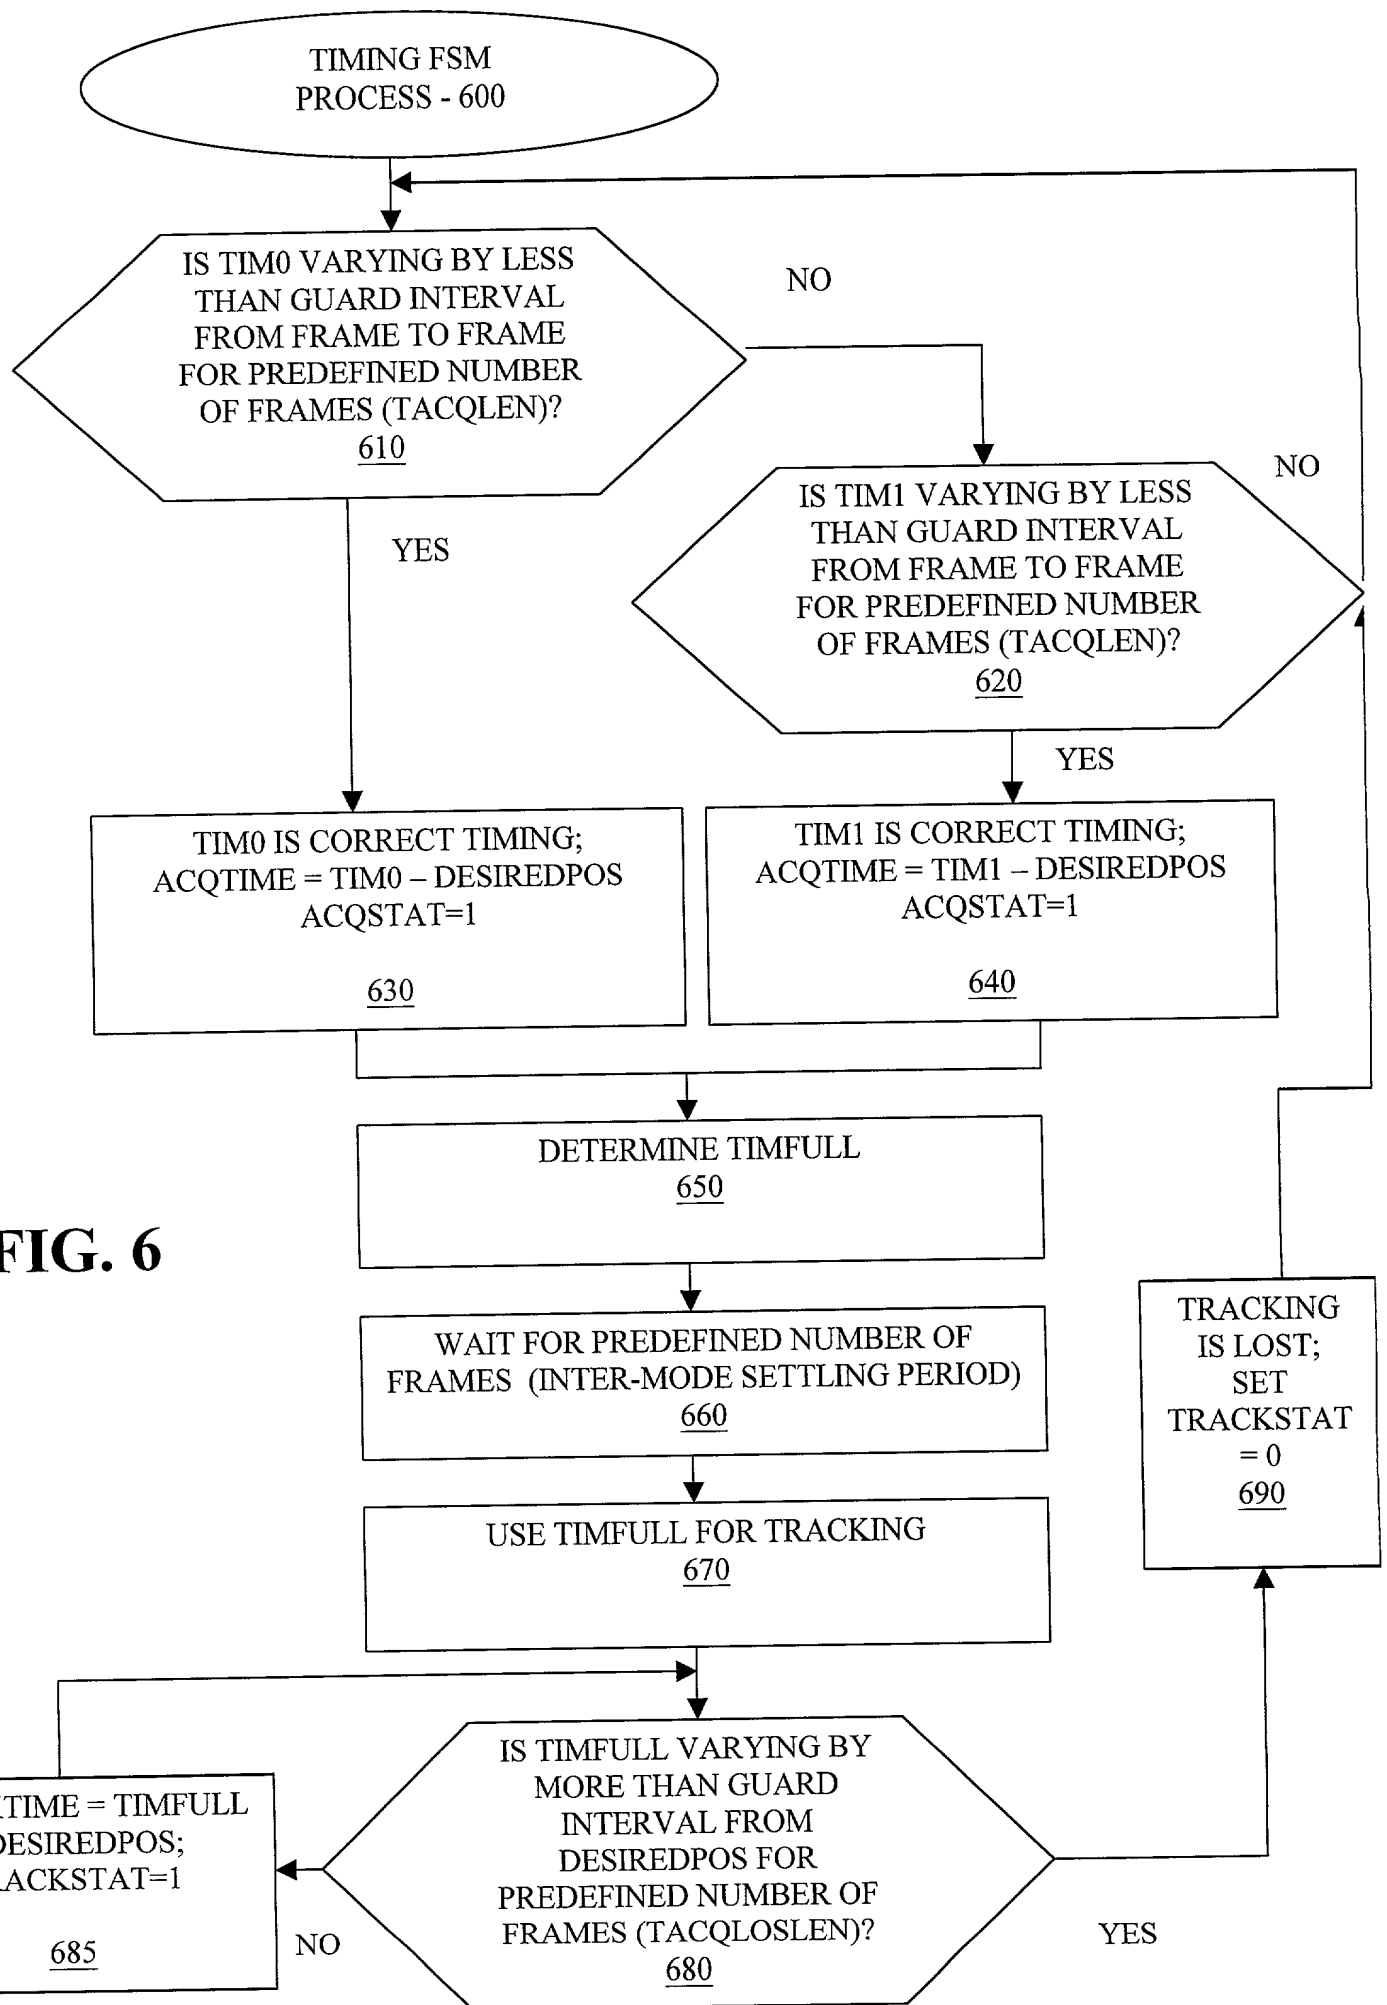 TIMING FSM
PROCESS - 600
IS TIM0 VARYING BY LESS
THAN GUARD INTERVAL
FROM FRAME TO FRAME
FOR PREDEFINED NUMBER
OF FRAMES (TACQLEN)?
610
NO
YES
IS TIM1 VARYING BY LESS
THAN GUARD INTERVAL
FROM FRAME TO FRAME
FOR PREDEFINED NUMBER
OF FRAMES (TACQLEN)?
620
NO
YES
TIM0 IS CORRECT TIMING;
ACQTIME = TIM0 – DESIREDPOS
ACQSTAT=1
630
TIM1 IS CORRECT TIMING;
ACQTIME = TIM1 – DESIREDPOS
ACQSTAT=1
640
DETERMINE TIMFULL
650
FIG. 6
WAIT FOR PREDEFINED NUMBER OF
FRAMES (INTER-MODE SETTLING PERIOD)
660
USE TIMFULL FOR TRACKING
670
TRACKING
IS LOST;
SET
TRACKSTAT
= 0
690
IS TIMFULL VARYING BY
MORE THAN GUARD
INTERVAL FROM
DESIREDPOS FOR
PREDEFINED NUMBER OF
FRAMES (TACQLOSLEN)?
680
NO
YES
TIME = TIMFULL
DESIREDPOS;
ACKSTAT=1
685